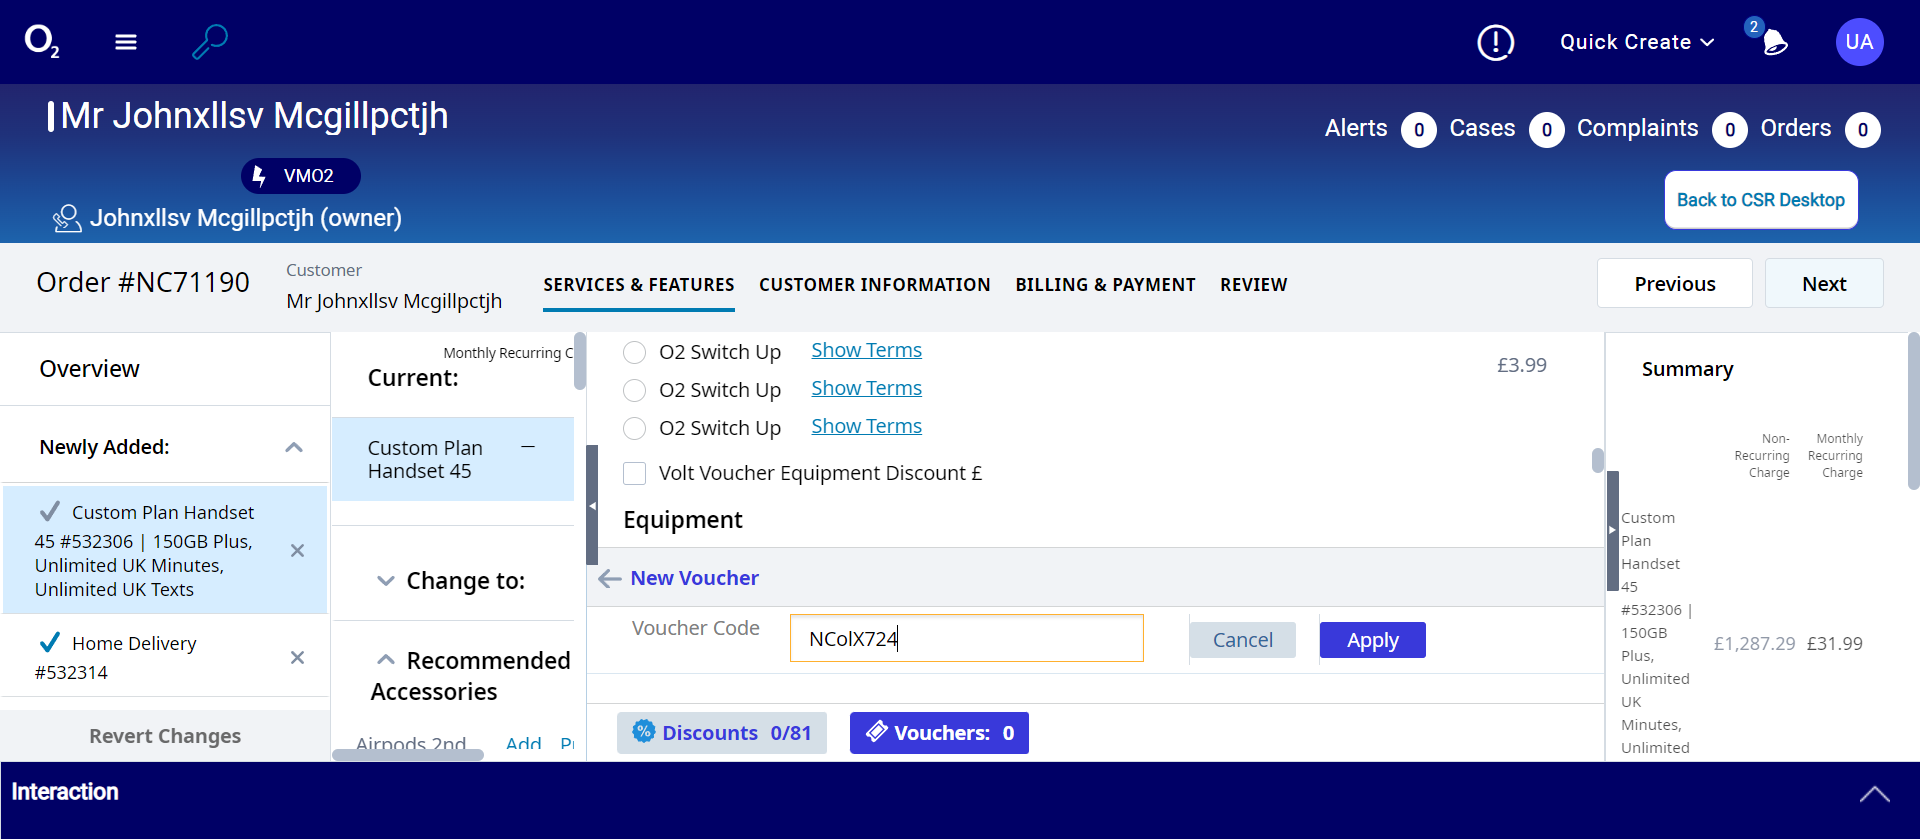 O2
Quick Create
2
UA
Mr Johnxllsv Mcgillpctjh
Alerts 0 Cases 0 Complaints 0 Orders 0
VMO2
Johnxllsv Mcgillpctjh (owner)
Back to CSR Desktop
Order #NC71190
Customer
Mr Johnxllsv Mcgillpctjh
SERVICES & FEATURES
CUSTOMER INFORMATION
BILLING & PAYMENT
REVIEW
Previous
Next
Overview
Newly Added:
Custom Plan Handset
45 #532306 | 150GB Plus,
Unlimited UK Minutes,
Unlimited UK Texts
Home Delivery
#532314
Revert Changes
Monthly Recurring C
Current:
Custom Plan
Handset 45
Change to:
Recommended
Accessories
Airpods 2nd Add
O2 Switch Up Show Terms
£3.99
O2 Switch Up Show Terms
O2 Switch Up Show Terms
Volt Voucher Equipment Discount £
Equipment
New Voucher
Voucher Code
NColX724
Cancel
Apply
Discounts 0/81
Vouchers: 0
Summary
Non-
Recurring
Charge
Monthly
Recurring
Charge
Custom
Plan
Handset
45
#532306 |
150GB
Plus,
Unlimited
UK
Minutes,
Unlimited
£1,287.29 £31.99
Interaction